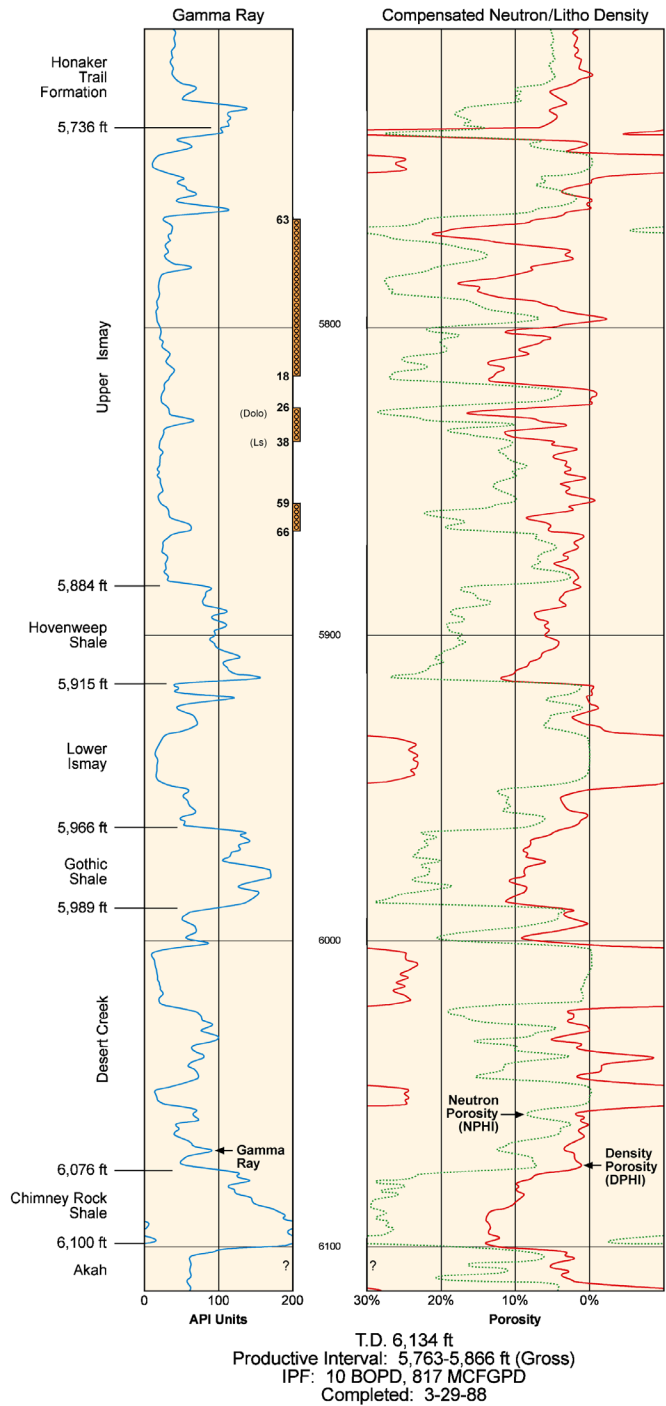 Gamma Ray
Compensated Neutron/Litho Density
Honaker
Trail
Formation
5,736 ft
63
Upper Ismay
5800
18
26
(Dolo)
(Ls)
38
59
66
5,884 ft
Hovenweep
Shale
5900
5,915 ft
Lower
Ismay
5,966 ft
Gothic
Shale
5,989 ft
6000
Desert Creek
Neutron
Porosity
(NPHI)
Gamma
Ray
Density
Porosity
(DPHI)
6,076 ft
Chimney Rock
Shale
6,100 ft
6100
Akah
?
?
0 100 200
30% 20% 10% 0%
API Units
Porosity
T.D. 6,134 ft
Productive Interval: 5,763-5,866 ft (Gross)
IPF: 10 BOPD, 817 MCFGPD
Completed: 3-29-88